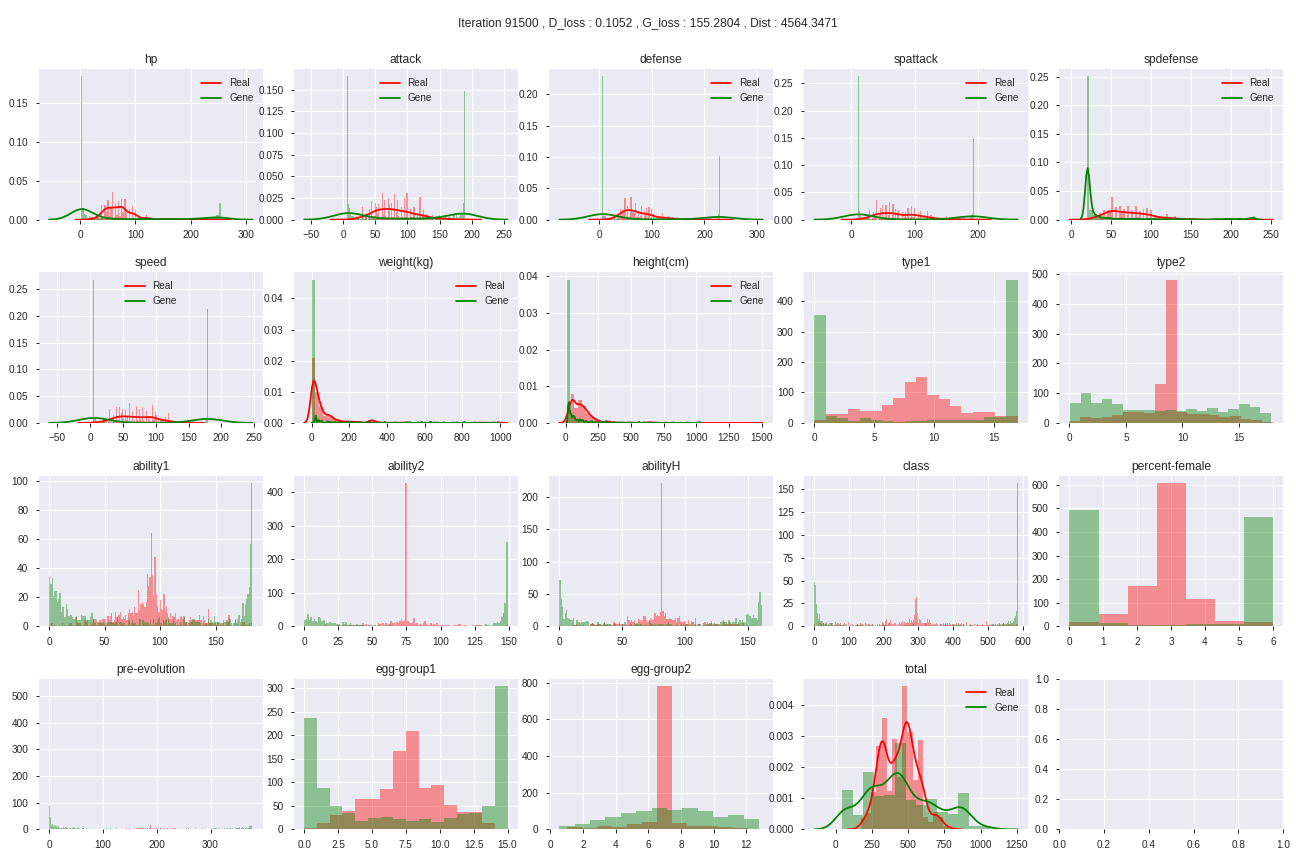 Iteration 91500 , D_loss : 0.1052 , G_loss : 155.2804 , Dist : 4564.3471
hp attack defense spattack spdefense
Real Real Real Real Real
Gene Gene Gene Gene Gene
0.15 0.10 0.05 0.00
0 100 200 300
0.150 0.125 0.100 0.075 0.050 0.025 0.000
−50 0 50 100 150 200 250
0.20 0.15 0.10 0.05 0.00
0 100 200 300
0.25 0.20 0.15 0.10 0.05 0.00
0 100 200
0.25 0.20 0.15 0.10 0.05 0.00
0 50 100 150 200 250
speed weight(kg) height(cm) type1 type2
Real Real Real
Gene Gene Gene
0.25 0.20 0.15 0.10 0.05 0.00
−50 0 50 100 150 200 250
0.04 0.03 0.02 0.01 0.00
0 200 400 600 800 1000
0.04 0.03 0.02 0.01 0.00
0 250 500 750 1000 1250 1500
400 300 200 100 0
0 5 10 15
500 400 300 200 100 0
0 5 10 15
ability1 ability2 abilityH class percent-female
100 80 60 40 20 0
0 50 100 150
400 300 200 100 0
0 25 50 75 100 125 150
200 150 100 50 0
0 50 100 150
150 125 100 75 50 25 0
0 100 200 300 400 500 600
600 500 400 300 200 100 0
0 1 2 3 4 5 6
pre-evolution egg-group1 egg-group2 total
Real
Gene
500 400 300 200 100 0
0 100 200 300
300 250 200 150 100 50 0
0.0 2.5 5.0 7.5 10.0 12.5 15.0
800 600 400 200 0
0 2 4 6 8 10 12
0.004 0.003 0.002 0.001 0.000
0 250 500 750 1000 1250
1.0 0.8 0.6 0.4 0.2 0.0
0.0 0.2 0.4 0.6 0.8 1.0